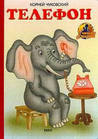 КОРНЕЙ ЧУКОВСКИЙ
ТЕЛЕФОН